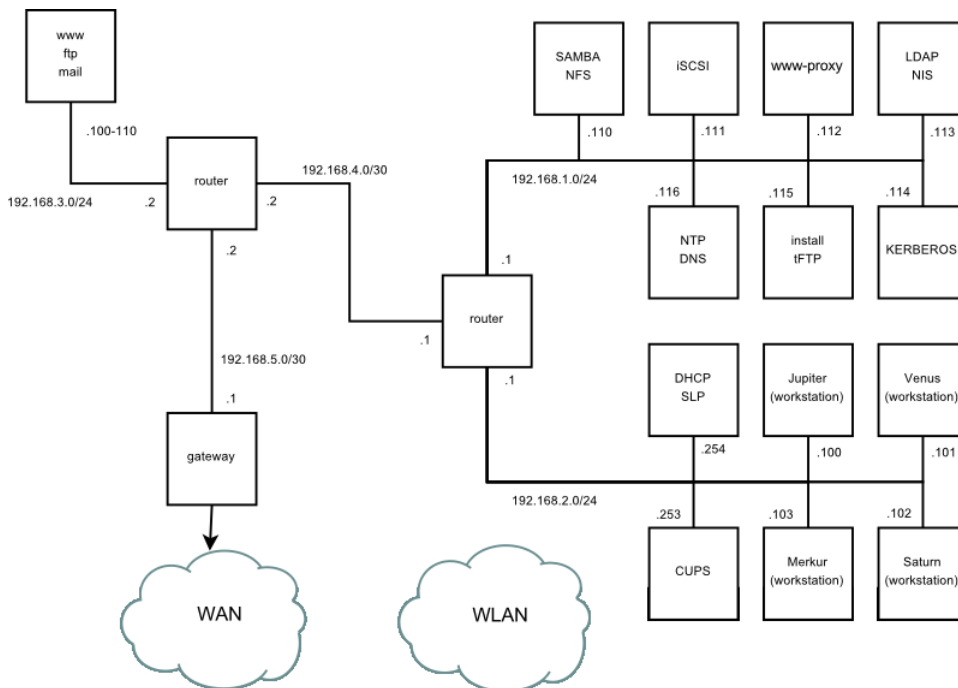 www
ftp
mail
SAMBA
NFS
iSCSI
www-proxy
LDAP
NIS
.100-110
.110
.111
.112
.113
router
192.168.4.0/30
192.168.3.0/24
.2
.2
192.168.1.0/24
.116
.115
.114
.2
NTP
DNS
install
tFTP
KERBEROS
.1
router
.1
.1
192.168.5.0/30
DHCP
SLP
Jupiter
(workstation)
Venus
(workstation)
.1
.254
.100
.101
gateway
192.168.2.0/24
.253
.103
.102
CUPS
Merkur
(workstation)
Saturn
(workstation)
WAN
WLAN